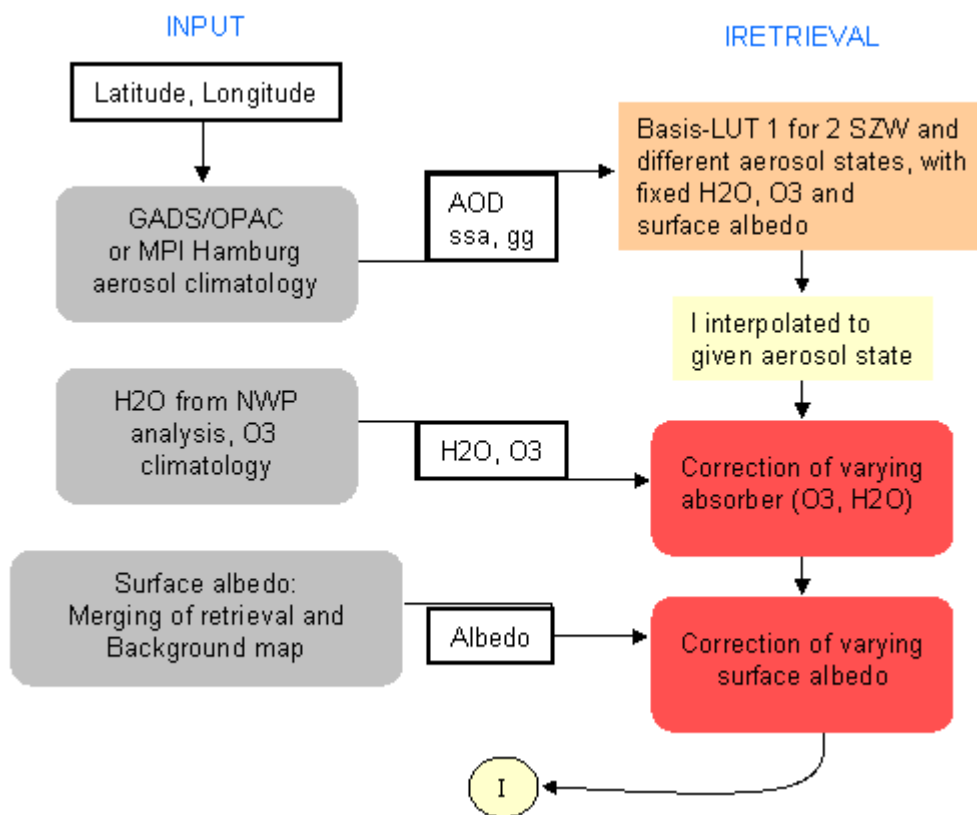 INPUT
IRETRIEVAL
Latitude, Longitude
GADS/OPAC
or MPI Hamburg
aerosol climatology
AOD
ssa, gg
Basis-LUT 1 for 2 SZW and
different aerosol states, with
fixed H2O, O3 and
surface albedo
I interpolated to
given aerosol state
H2O from NWP
analysis, O3
climatology
H2O, O3
Correction of varying
absorber (O3, H2O)
Surface albedo:
Merging of retrieval and
Background map
Albedo
Correction of varying
surface albedo
I